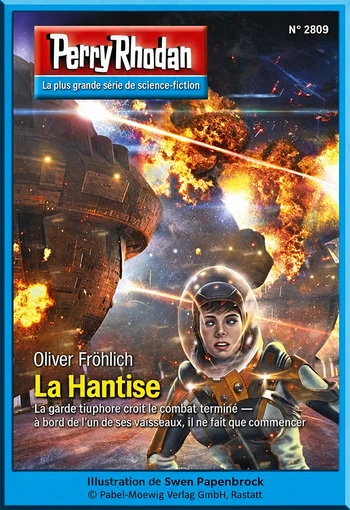 N° 2809
Perry Rhodan
La plus grande série de science-fiction
Oliver Fröhlich
La Hantise
La garde tiuphore croit le combat terminé —
à bord de l'un de ses vaisseaux, il ne fait que commencer
Illustration de Swen Papenbrock
© Pabel-Moewig Verlag GmbH, Rastatt